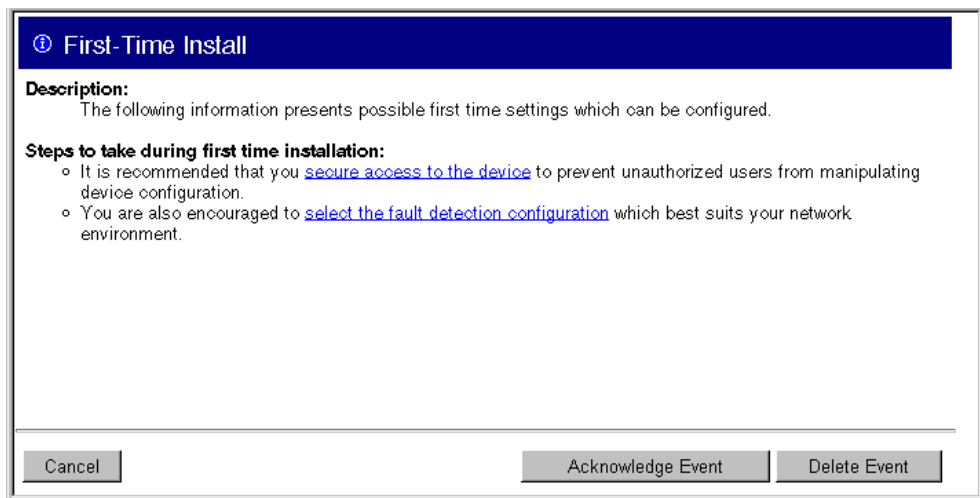 First-Time Install
Description:
The following information presents possible first time settings which can be configured.
Steps to take during first time installation:
It is recommended that you secure access to the device to prevent unauthorized users from manipulating
device configuration.
You are also encouraged to select the fault detection configuration which best suits your network
environment.
Cancel
Acknowledge Event
Delete Event